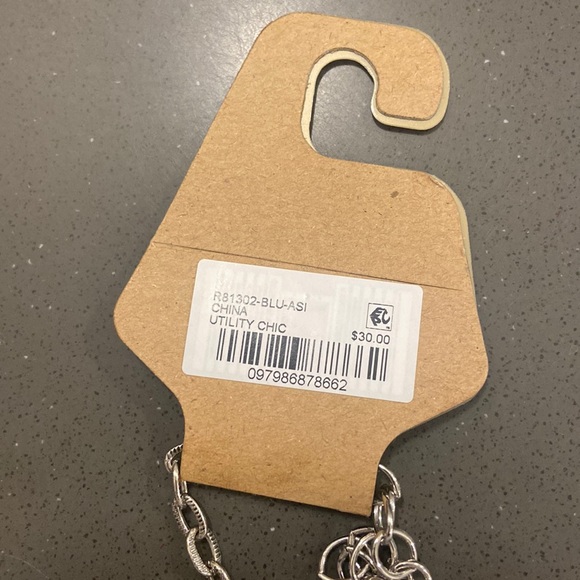 R81302-BLU-ASI
CHINA
UTILITY CHIC
$30.00
097986878662